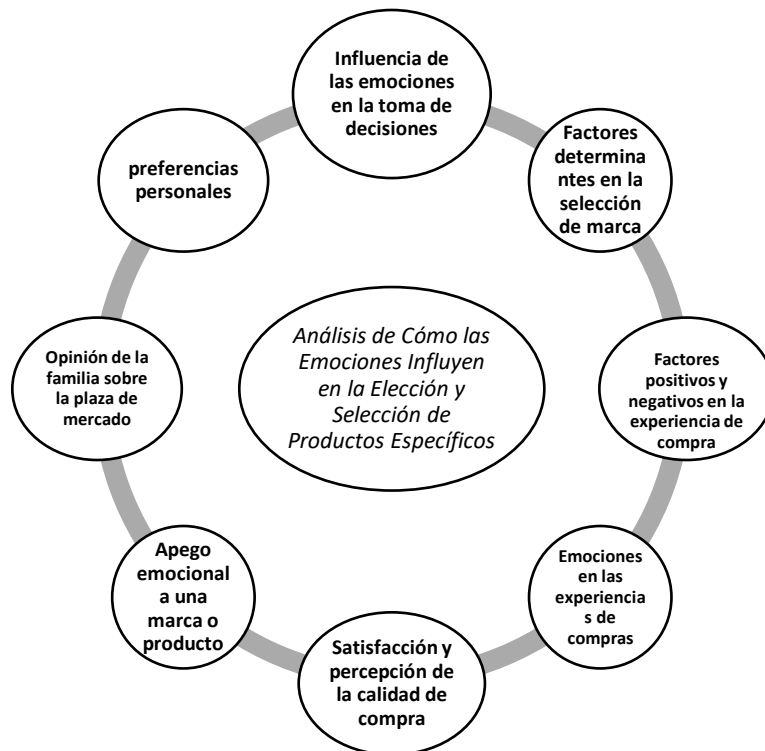 Influencia de
las emociones
en la toma de
decisiones
Factores
determina
ntes en la
selección
de marca
Factores
positivos y
negativos en la
experiencia de
compra
Emociones
en las
experiencia
s de
compras
Satisfacción y
percepción de
la calidad de
compra
Apego
emocional
a una
marca o
producto
Opinión de la
familia sobre
la plaza de
mercado
preferencias
personales
Análisis de Cómo las
Emociones Influyen
en la Elección y
Selección de
Productos Específicos